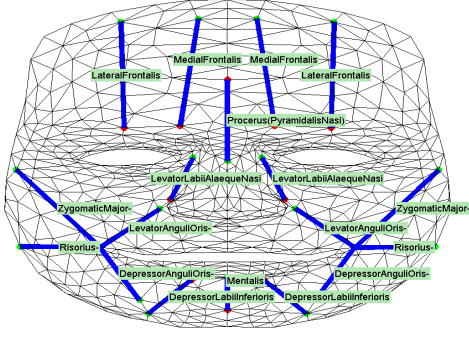 MedialFrontalis MedialFrontalis
LateralFrontalis LateralFrontalis
Procerus(PyramidalisNasi)
LevatorLabiiAlaequeNasi LevatorLabiiAlaequeNasi
ZygomaticMajor- ZygomaticMajor-
LevatorAnguliOris- LevatorAnguliOris-
Risorius- Risorius-
DepressorAnguliOris- DepressorAnguliOris-
Mentalis
DepressorLabiiInferioris DepressorLabiiInferioris